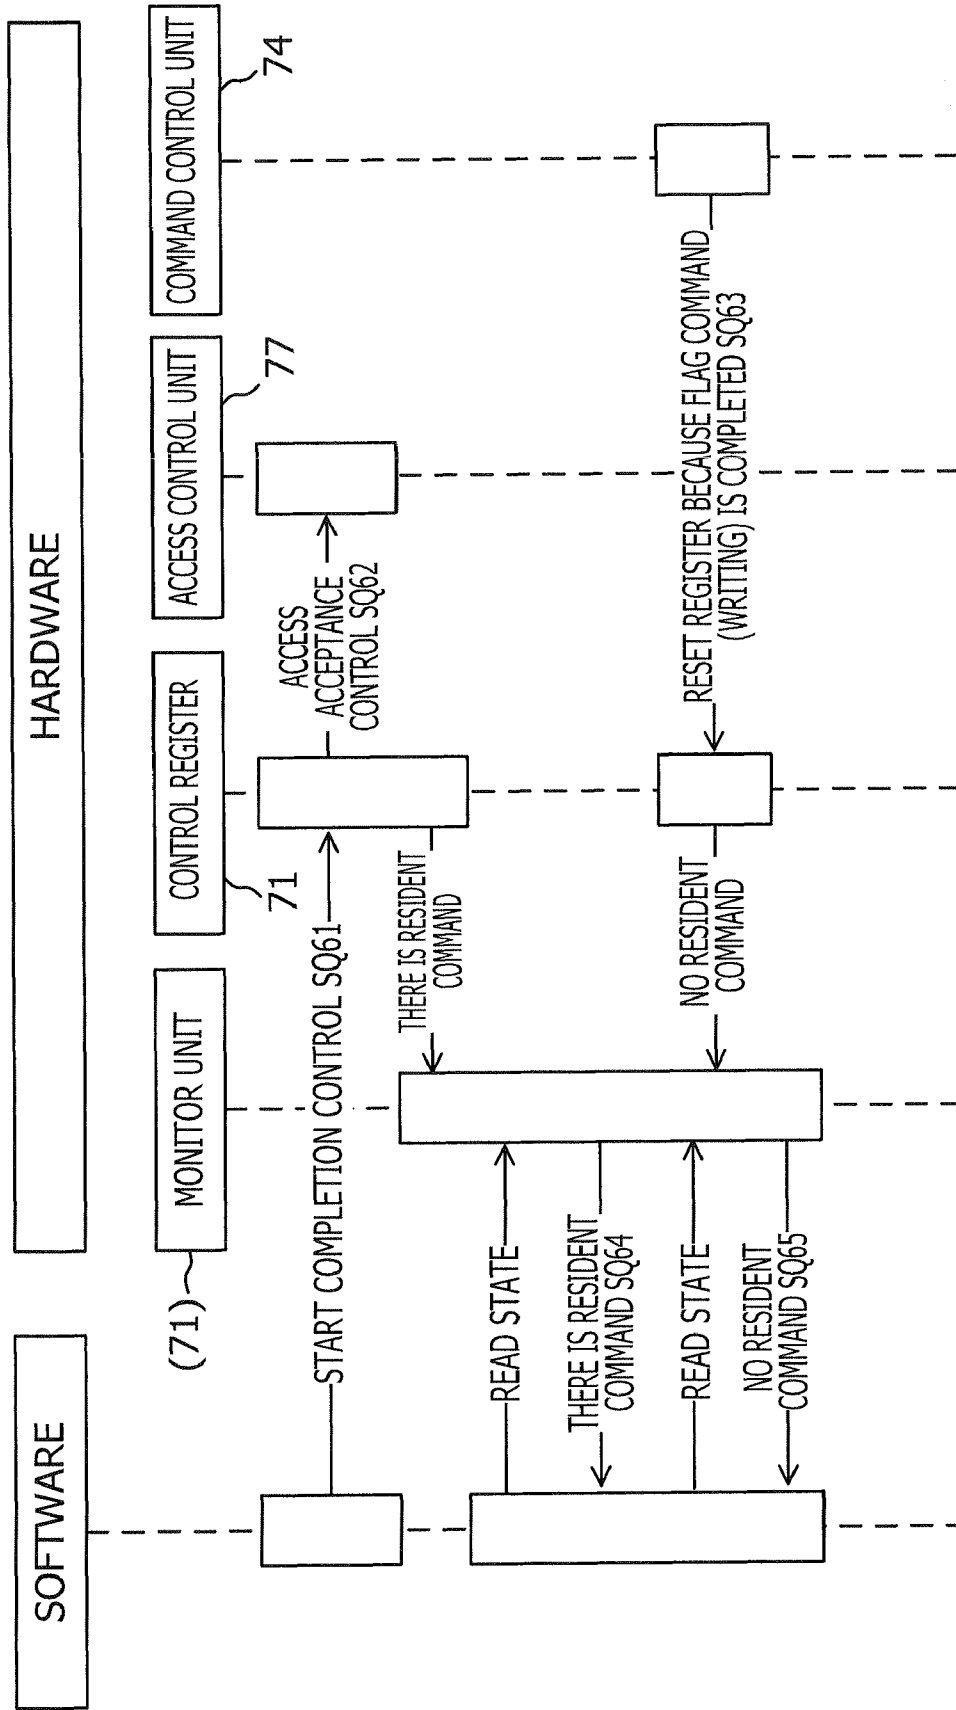 SOFTWARE
HARDWARE
MONITOR UNIT
(71)
CONTROL REGISTER
71
ACCESS CONTROL UNIT
77
COMMAND CONTROL UNIT
74
START COMPLETION CONTROL SQ61
ACCESS
ACCEPTANCE
CONTROL SQ62
THERE IS RESIDENT
COMMAND
READ STATE
THERE IS RESIDENT
COMMAND SQ64
READ STATE
NO RESIDENT
COMMAND
RESET REGISTER BECAUSE FLAG COMMAND
(WRITING) IS COMPLETED SQ63
NO RESIDENT
COMMAND SQ65